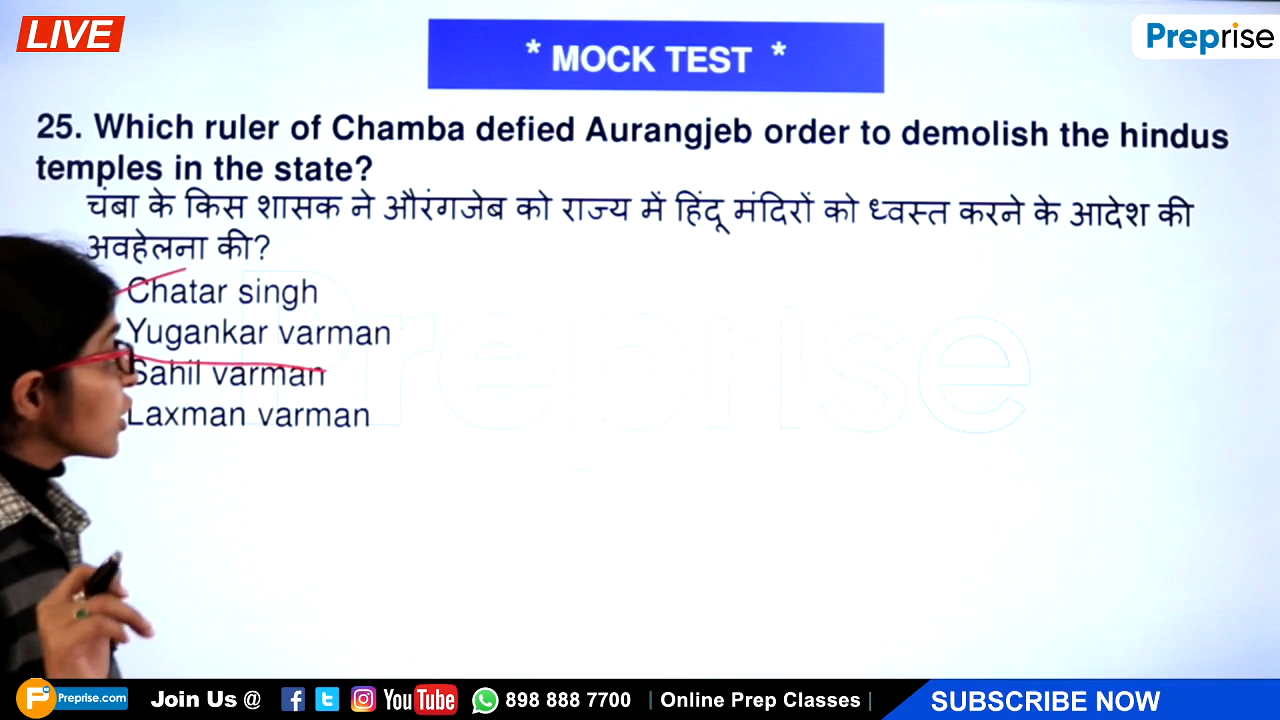 LIVE
* MOCK TEST *
Preprise
25. Which ruler of Chamba defied Aurangjeb order to demolish the hindus
temples in the state?
चंबा के किस शासक ने औरंगजेब को राज्य में हिंदू मंदिरों को ध्वस्त करने के आदेश की
अवहेलना की?
Chatar singh
Yugankar varman
Sahil varman
Laxman varman
Preprise
Preprise.com Join Us @ YouTube 898 888 7700 | Online Prep Classes | SUBSCRIBE NOW